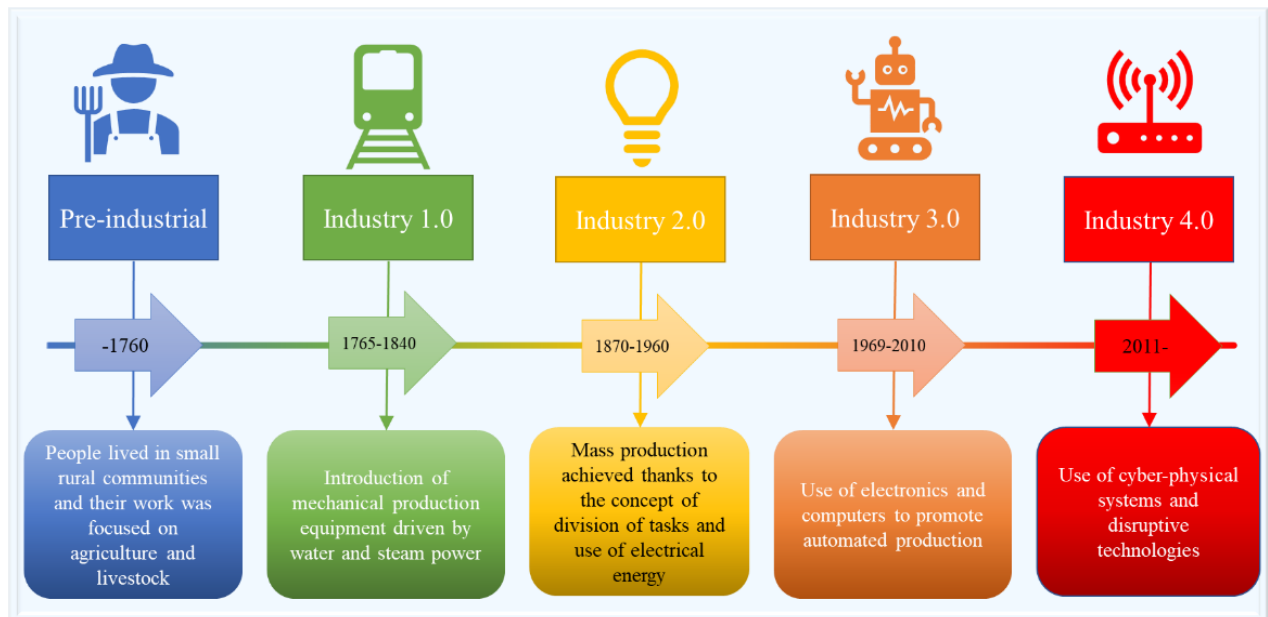 Pre-industrial
Industry 1.0
Industry 2.0
Industry 3.0
Industry 4.0
-1760
1765-1840
1870-1960
1969-2010
2011-
People lived in small
rural communities
and their work was
focused on
agriculture and
livestock
Introduction of
mechanical production
equipment driven by
water and steam power
Mass production
achieved thanks to
the concept of
division of tasks and
use of electrical
energy
Use of electronics and
computers to promote
automated production
Use of cyber-physical
systems and
disruptive
technologies